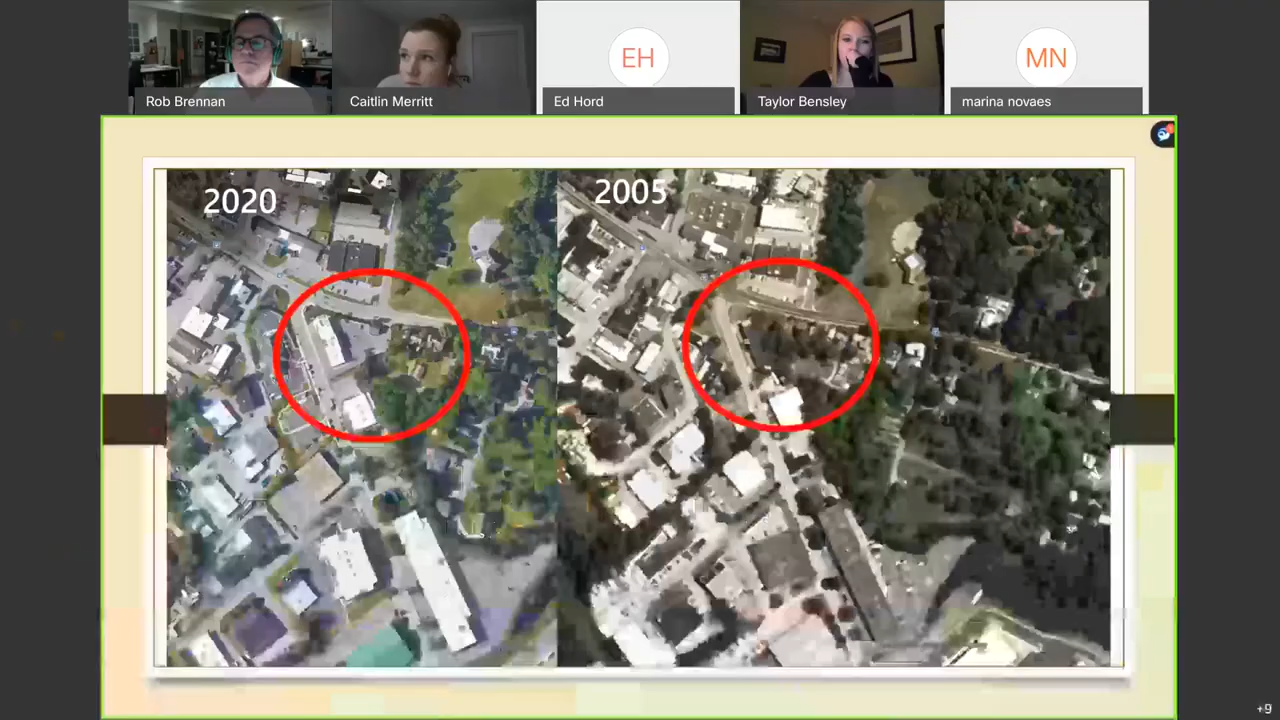 EH
MN
Rob Brennan
Caitlin Merritt
Ed Hord
Taylor Bensley
marina novaes
2020
2005
+9